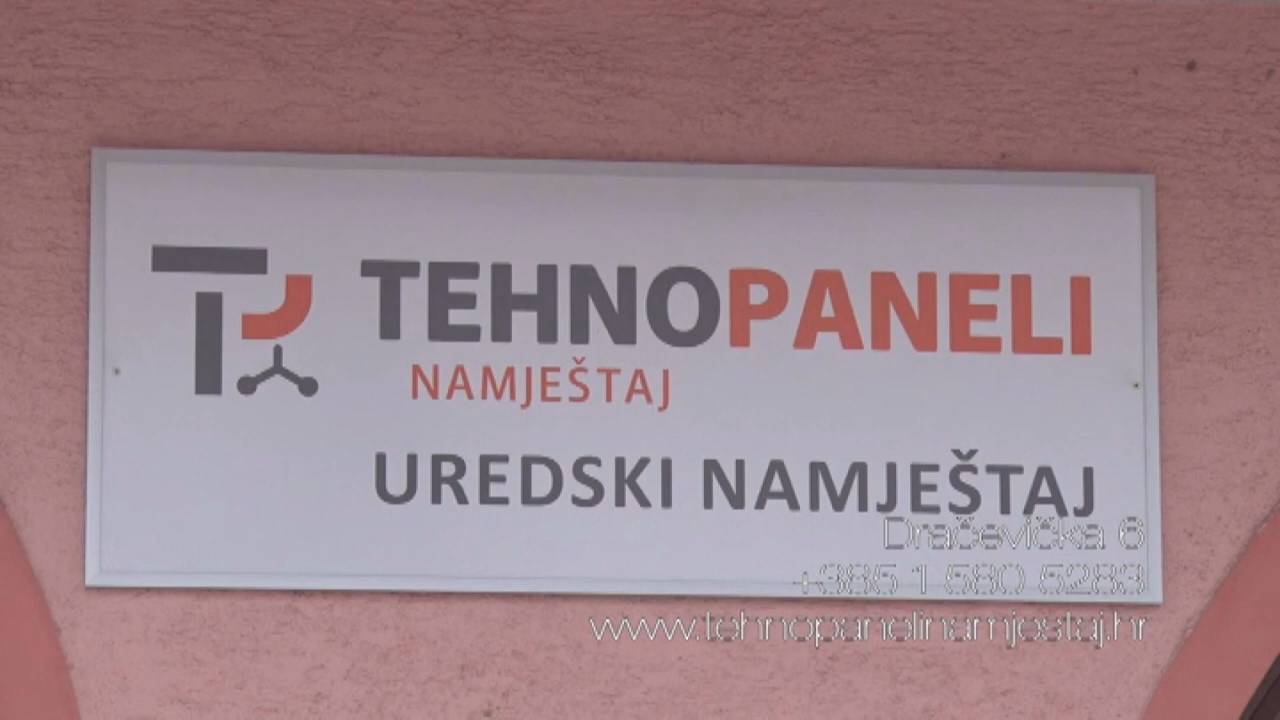 TEHNOPANELI
NAMJEŠTAJ
UREDSKI NAMJEŠTAJ
Dračevička 6
+385 1 580 5283
www.tehnopanelinamjestaj.hr